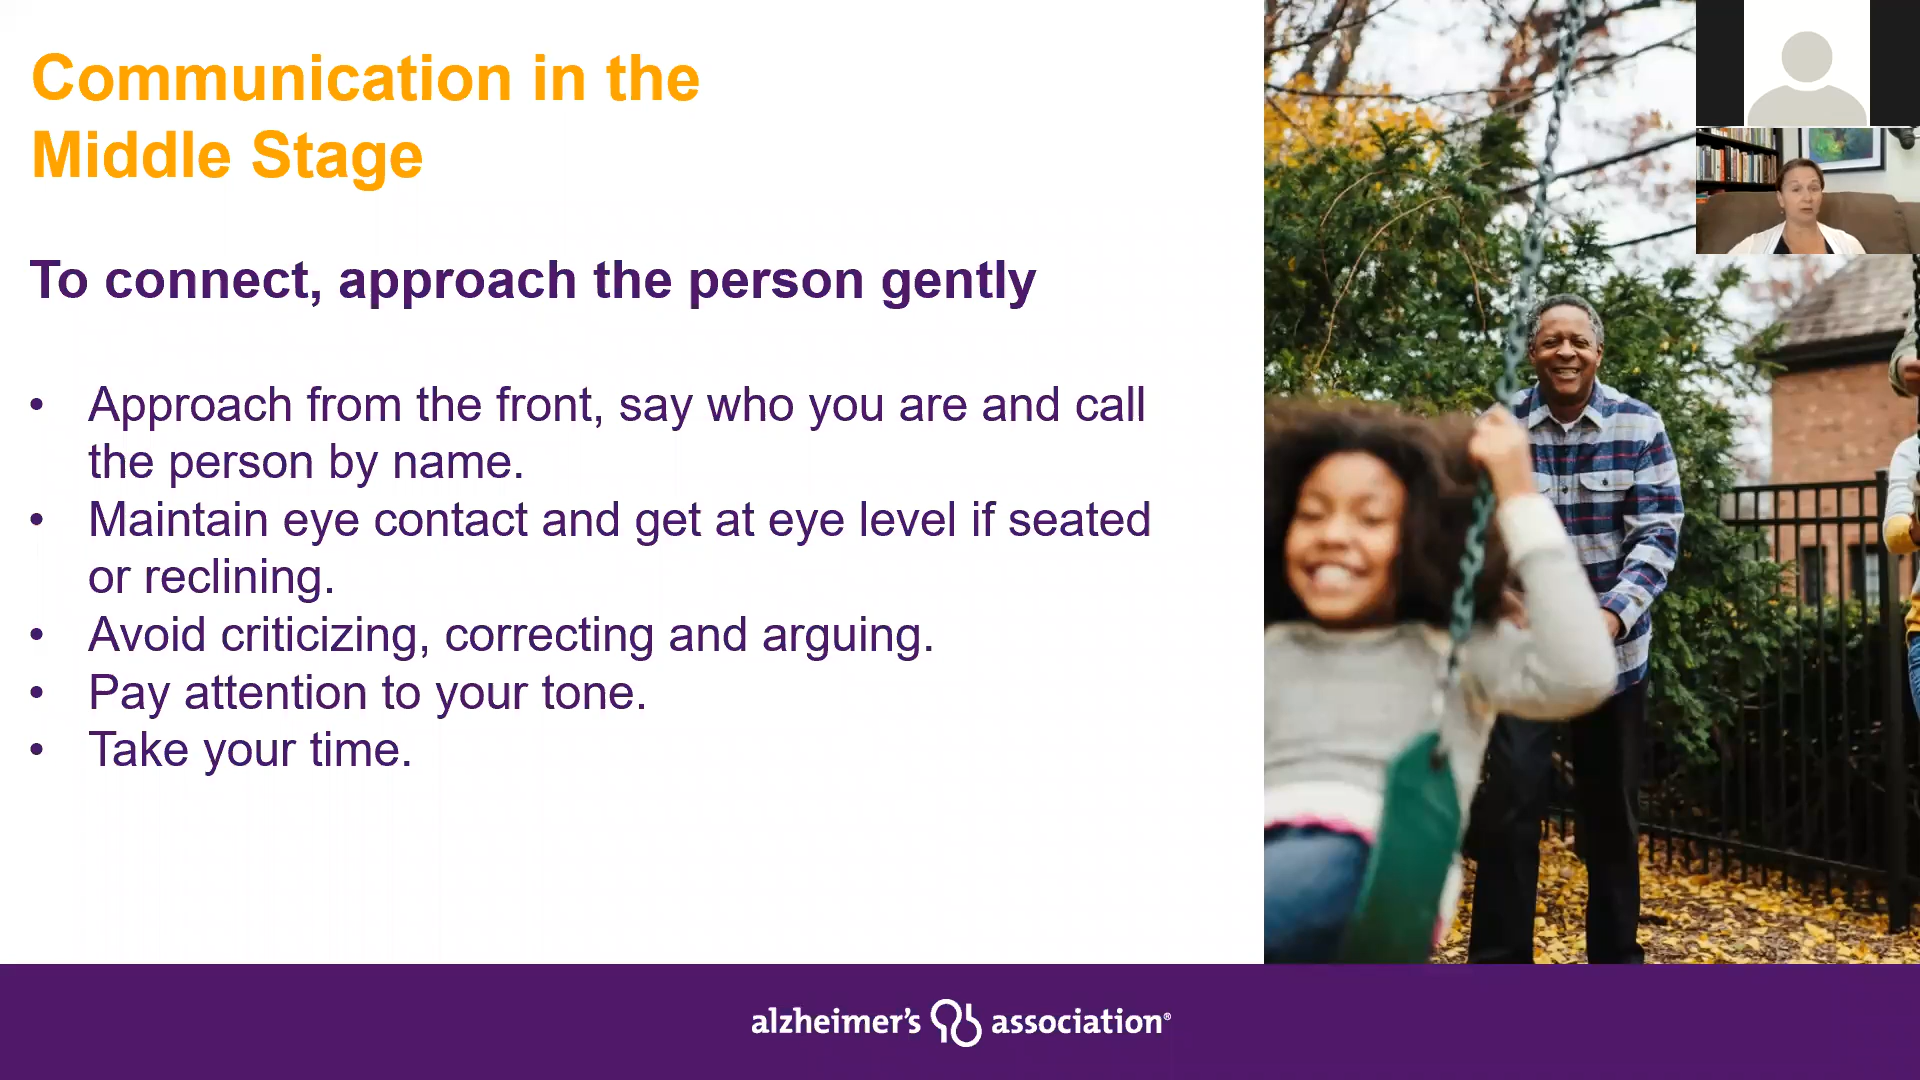 Communication in the
Middle Stage
To connect, approach the person gently
• Approach from the front, say who you are and call
the person by name.
• Maintain eye contact and get at eye level if seated
or reclining.
• Avoid criticizing, correcting and arguing.
• Pay attention to your tone.
• Take your time.
alzheimer's association®